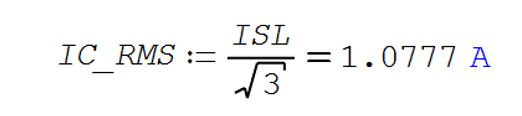 IC_RMS := ISL/√3 = 1.0777 A